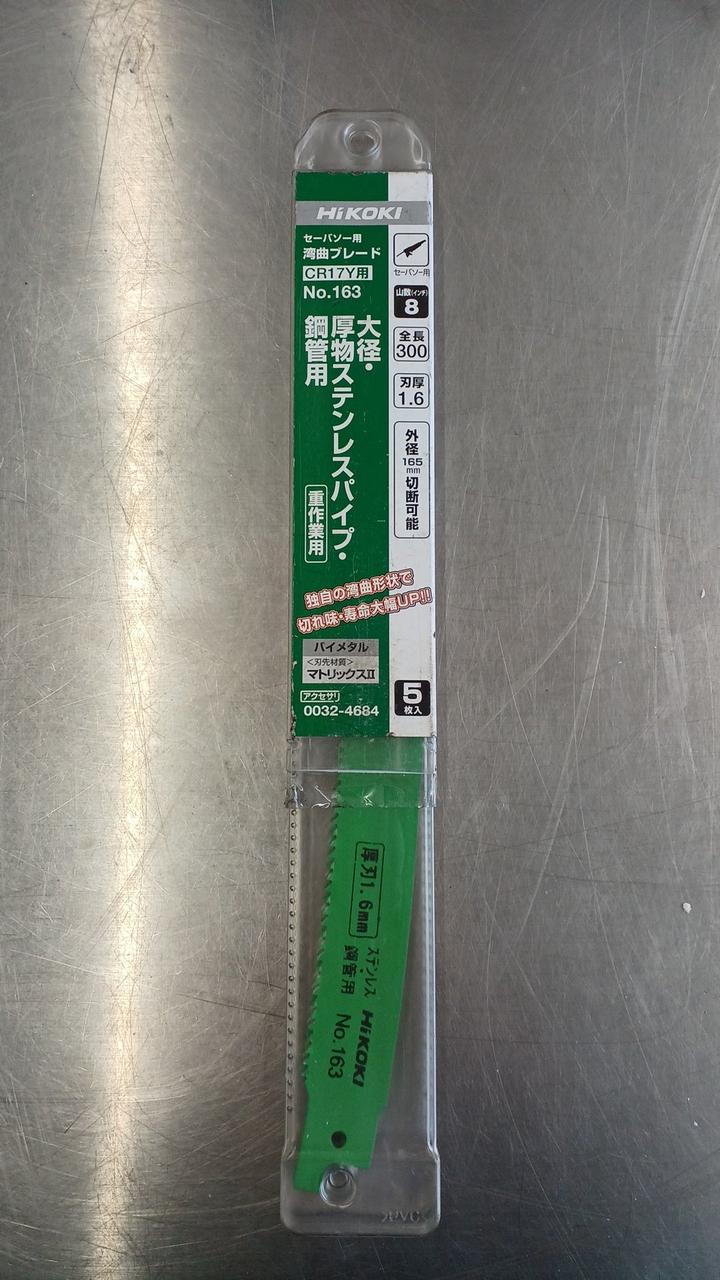 HiKOKI
セーバソー用
湾曲ブレード
CR17Y用
No.163
大径・
厚物ステンレスパイプ・
鋼管用
重作業用
独自の湾曲形状で
切れ味・寿命大幅UP!!
バイメタル
<刃先材質>
マトリックスII
アクセサリ
0032-4684
セーバソー用
山数(インチ)
8
全長
300
刃厚
1.6
外径165mm切断可能
5
枚入
厚刃1.6mm
ステンレス・
鋼管用
HiKOKI
No.163